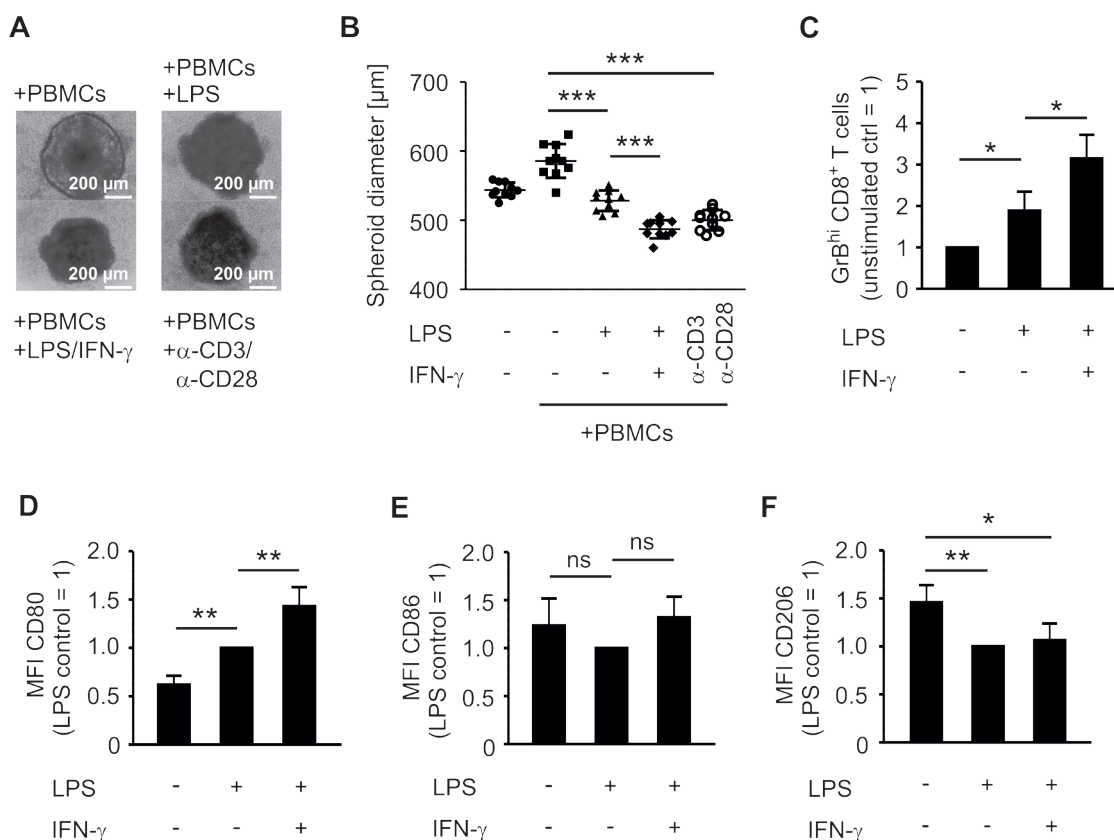 A
+PBMCs
+PBMCs
+LPS
200 µm
200 µm
200 µm
200 µm
+PBMCs
+LPS/IFN-γ
+PBMCs
+α-CD3/
α-CD28
B
Spheroid diameter [µm]
700
600
500
400
***
***
***
LPS - - + +
IFN-γ - - - +
α-CD3
α-CD28
+PBMCs
C
GrBhi CD8+ T cells
(unstimulated ctrl = 1)
5
4
3
2
1
0
*
*
LPS - + +
IFN-γ - - +
D
MFI CD80
(LPS control = 1)
2.0
1.5
1.0
0.5
0
**
**
LPS - + +
IFN-γ - - +
E
MFI CD86
(LPS control = 1)
2.0
1.5
1.0
0.5
0
ns
ns
LPS - + +
IFN-γ - - +
F
MFI CD206
(LPS control = 1)
2.0
1.5
1.0
0.5
0
*
**
LPS - + +
IFN-γ - - +